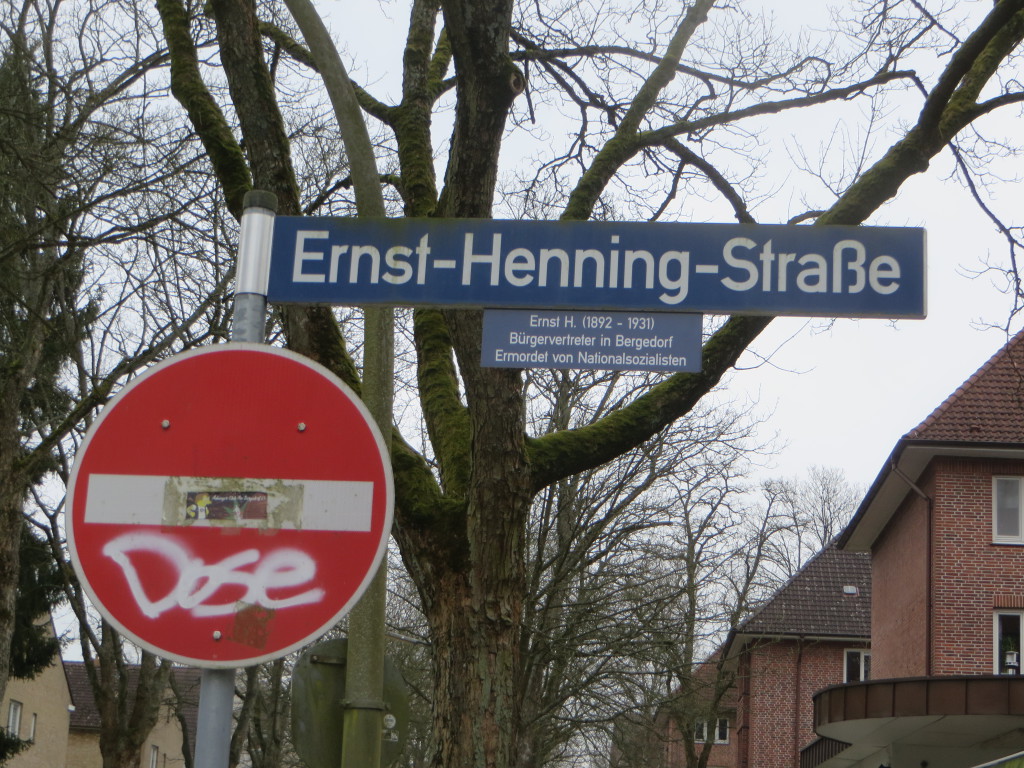 Ernst-Henning-Straße
Ernst H. (1892 - 1931)
Bürgervertreter in Bergedorf
Ermordet von Nationalsozialisten
Dose